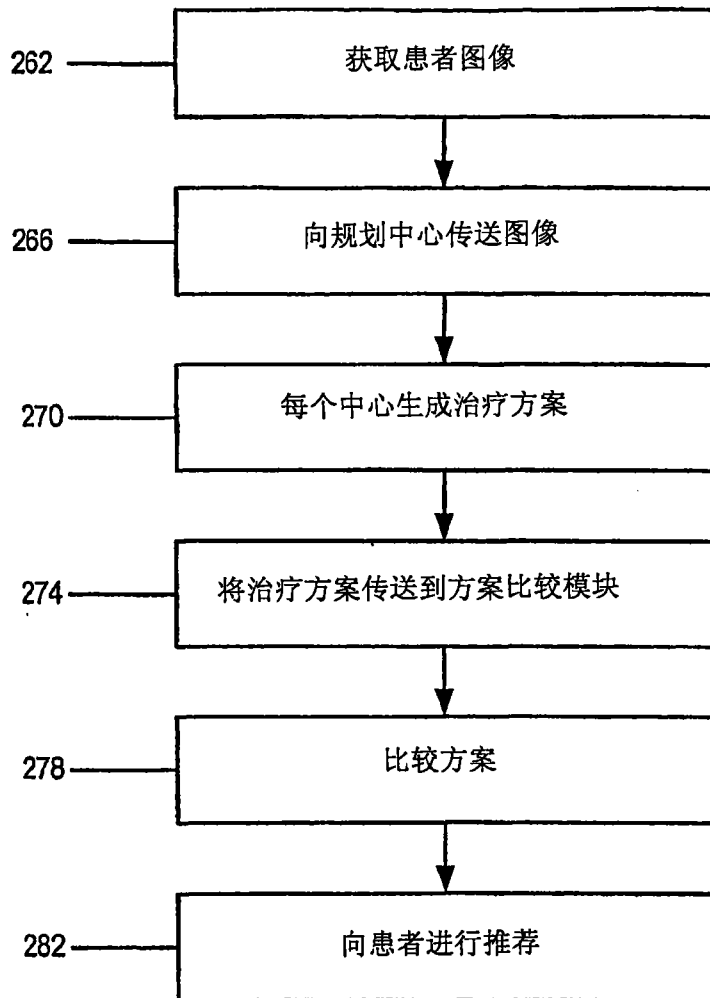 262
获取患者图像
266
向规划中心传送图像
270
每个中心生成治疗方案
274
将治疗方案传送到方案比较模块
278
比较方案
282
向患者进行推荐